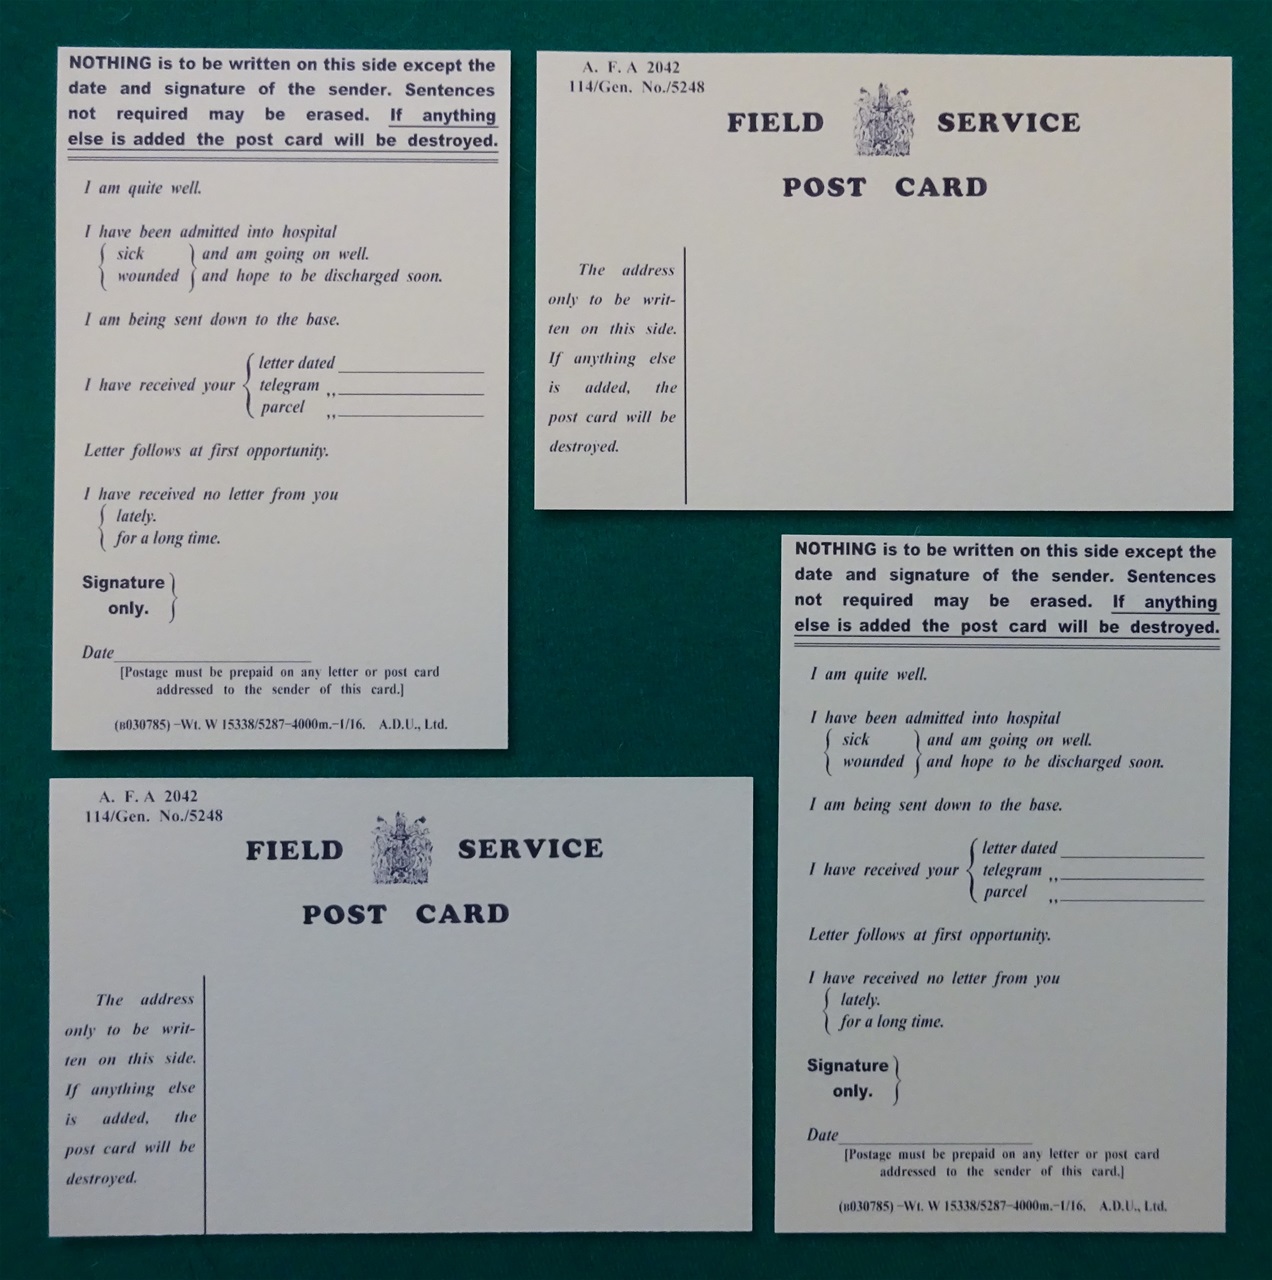 NOTHING is to be written on this side except the
date and signature of the sender. Sentences
not required may be erased. If anything
else is added the post card will be destroyed.
I am quite well.
I have been admitted into hospital
sick and am going on well.
wounded and hope to be discharged soon.
I am being sent down to the base.
letter dated
I have received your telegram ,,
parcel ,,
Letter follows at first opportunity.
I have received no letter from you
lately.
for a long time.
Signature
only.
Date
[Postage must be prepaid on any letter or post card
addressed to the sender of this card.]
(B030785) –Wt. W 15338/5287–4000m.–1/16. A.D.U., Ltd.
A. F. A 2042
114/Gen. No./5248
FIELD SERVICE
POST CARD
The address
only to be writ-
ten on this side.
If anything else
is added, the
post card will be
destroyed.
A. F. A 2042
114/Gen. No./5248
FIELD SERVICE
POST CARD
The address
only to be writ-
ten on this side.
If anything else
is added, the
post card will be
destroyed.
NOTHING is to be written on this side except the
date and signature of the sender. Sentences
not required may be erased. If anything
else is added the post card will be destroyed.
I am quite well.
I have been admitted into hospital
sick and am going on well.
wounded and hope to be discharged soon.
I am being sent down to the base.
letter dated
I have received your telegram ,,
parcel ,,
Letter follows at first opportunity.
I have received no letter from you
lately.
for a long time.
Signature
only.
Date
[Postage must be prepaid on any letter or post card
addressed to the sender of this card.]
(B030785) –Wt. W 15338/5287–4000m.–1/16. A.D.U., Ltd.